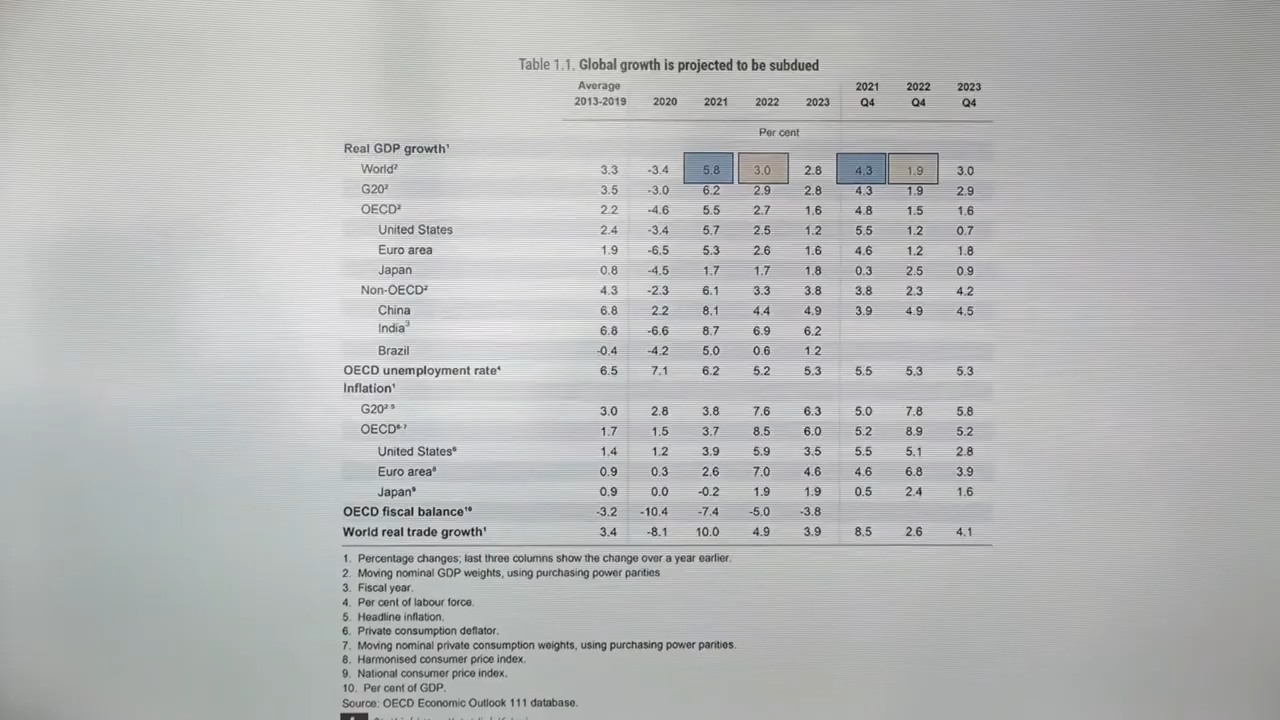 Table 1.1. Global growth is projected to be subdued
Average 2013-2019 2020 2021 2022 2023 2021 Q4 2022 Q4 2023 Q4
Per cent
Real GDP growth¹
World² 3.3 -3.4 5.8 3.0 2.8 4.3 1.9 3.0
G20² 3.5 -3.0 6.2 2.9 2.8 4.3 1.9 2.9
OECD² 2.2 -4.6 5.5 2.7 1.6 4.8 1.5 1.6
United States 2.4 -3.4 5.7 2.5 1.2 5.5 1.2 0.7
Euro area 1.9 -6.5 5.3 2.6 1.6 4.6 1.2 1.8
Japan 0.8 -4.5 1.7 1.7 1.8 0.3 2.5 0.9
Non-OECD² 4.3 -2.3 6.1 3.3 3.8 3.8 2.3 4.2
China 6.8 2.2 8.1 4.4 4.9 3.9 4.9 4.5
India³ 6.8 -6.6 8.7 6.9 6.2
Brazil -0.4 -4.2 5.0 0.6 1.2
OECD unemployment rate⁴ 6.5 7.1 6.2 5.2 5.3 5.5 5.3 5.3
Inflation¹
G20² ⁵ 3.0 2.8 3.8 7.6 6.3 5.0 7.8 5.8
OECD⁶·⁷ 1.7 1.5 3.7 8.5 6.0 5.2 8.9 5.2
United States⁶ 1.4 1.2 3.9 5.9 3.5 5.5 5.1 2.8
Euro area⁸ 0.9 0.3 2.6 7.0 4.6 4.6 6.8 3.9
Japan⁹ 0.9 0.0 -0.2 1.9 1.9 0.5 2.4 1.6
OECD fiscal balance¹⁰ -3.2 -10.4 -7.4 -5.0 -3.8
World real trade growth¹ 3.4 -8.1 10.0 4.9 3.9 8.5 2.6 4.1
1. Percentage changes; last three columns show the change over a year earlier.
2. Moving nominal GDP weights, using purchasing power parities
3. Fiscal year.
4. Per cent of labour force.
5. Headline inflation.
6. Private consumption deflator.
7. Moving nominal private consumption weights, using purchasing power parities.
8. Harmonised consumer price index.
9. National consumer price index.
10. Per cent of GDP.
Source: OECD Economic Outlook 111 database.